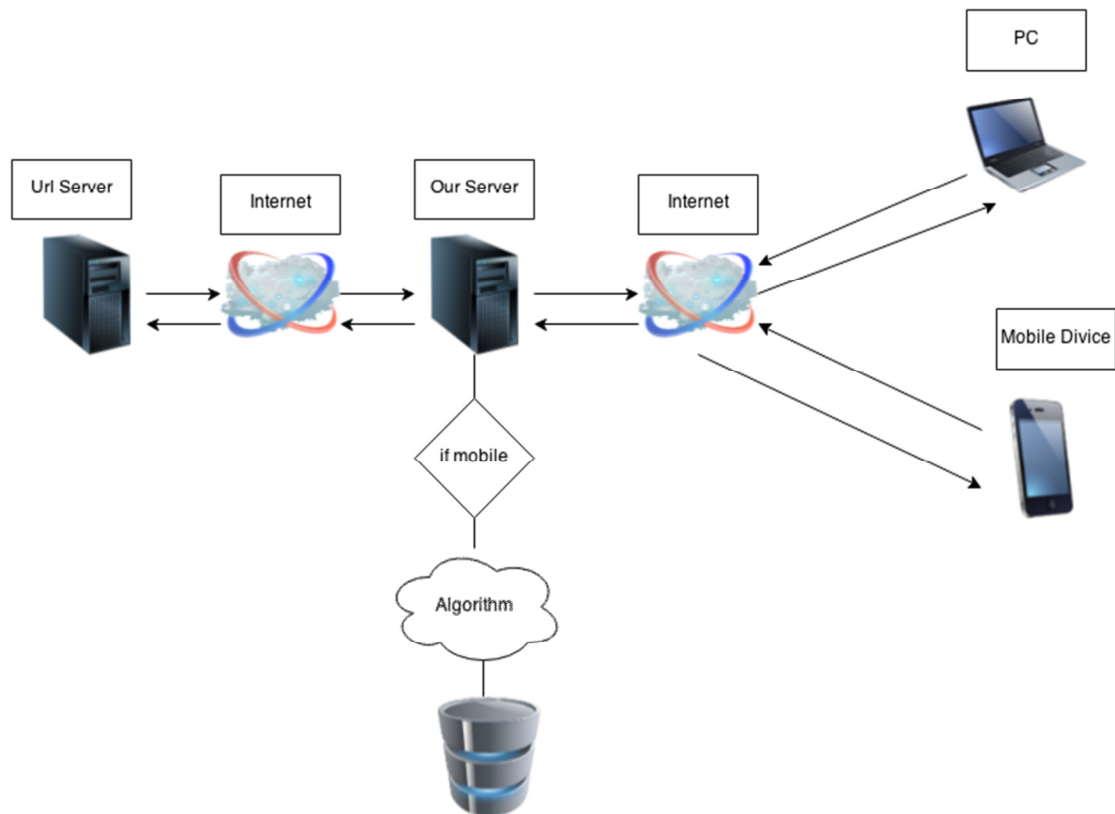 PC
Url Server
Internet
Our Server
Internet
Mobile Divice
if mobile
Algorithm